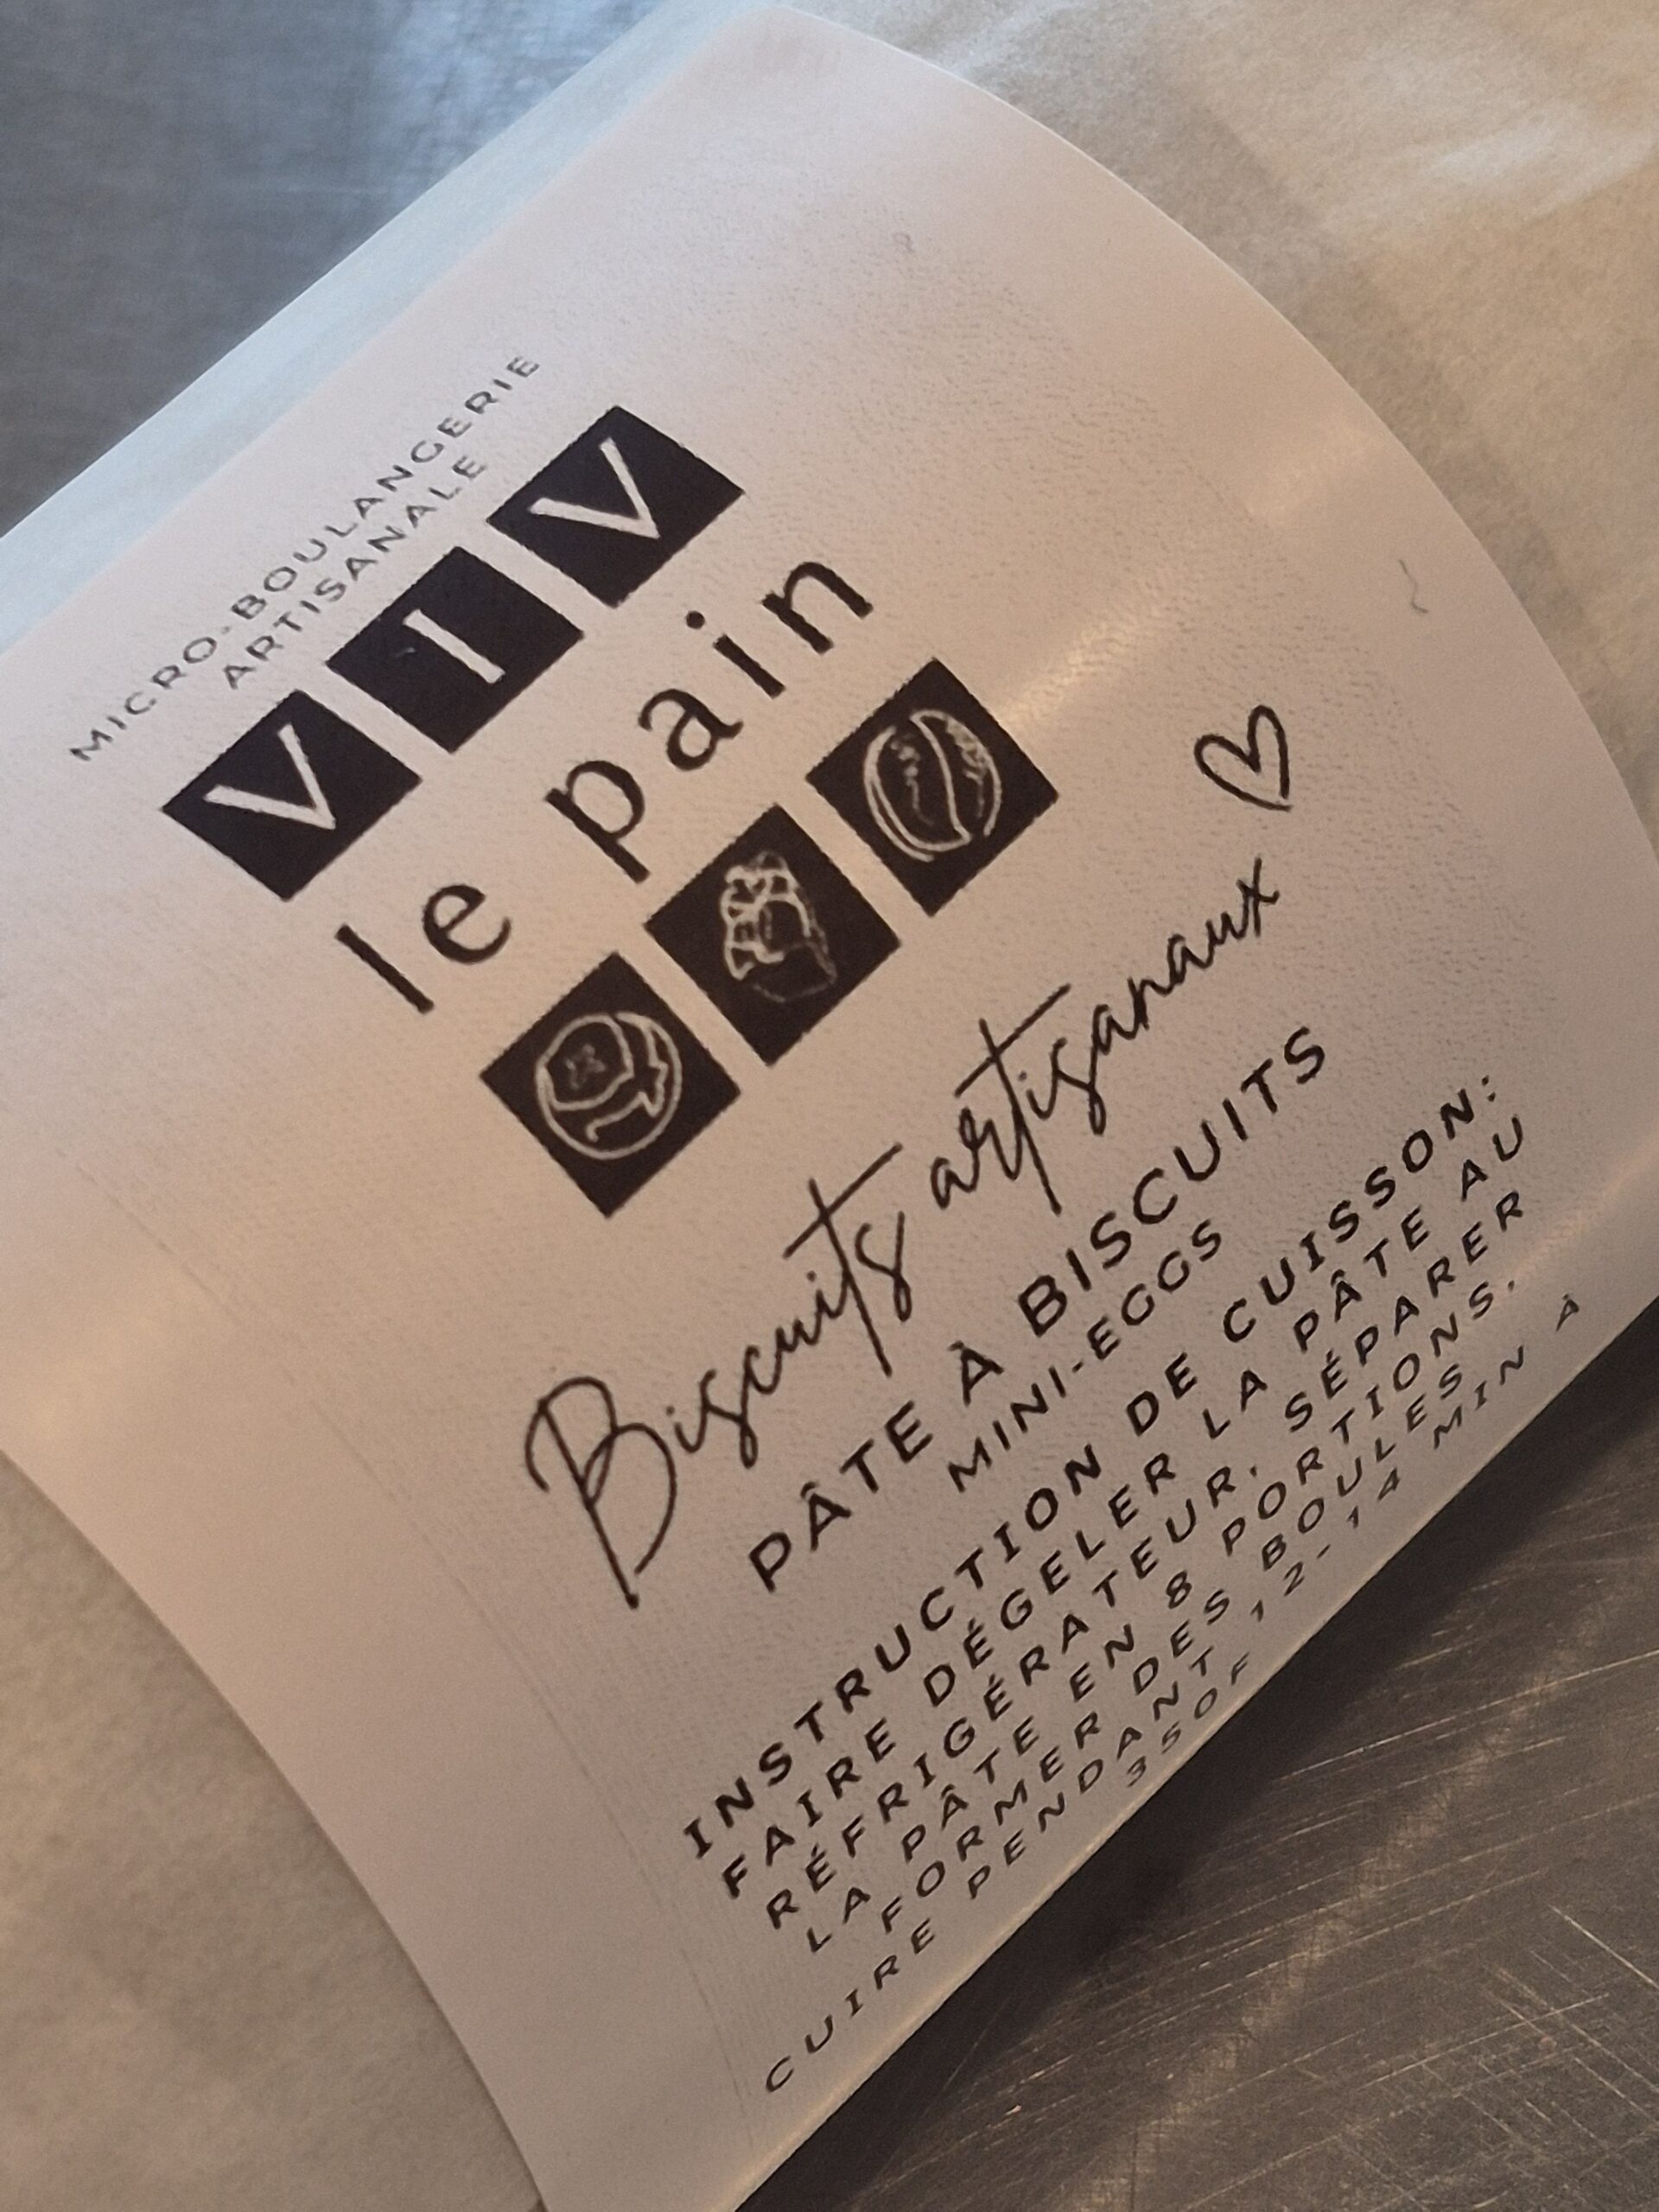 MICRO-BOULANGERIE
ARTISANALE
VIV
le pain
Biscuits artisanaux
PÂTE À BISCUITS
MINI-EGGS
INSTRUCTION DE CUISSON:
FAIRE DÉGELER LA PÂTE AU
RÉFRIGÉRATEUR. SÉPARER
LA PÂTE EN 8 PORTIONS.
FORMER DES BOULES
CUIRE PENDANT 12-14 MIN À
350F